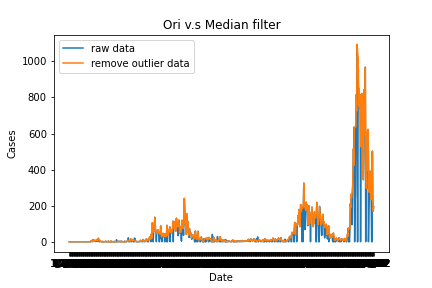 Ori v.s Median filter
raw data
remove outlier data
1000
800
600
400
200
0
Cases
Date